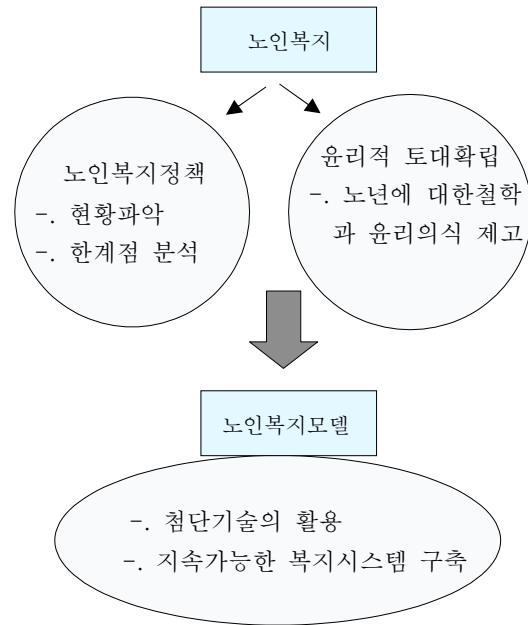 노인복지
노인복지정책
-. 현황파악
-. 한계점 분석
윤리적 토대확립
-. 노년에 대한철학
과 윤리의식 제고
노인복지모델
-. 첨단기술의 활용
-. 지속가능한 복지시스템 구축